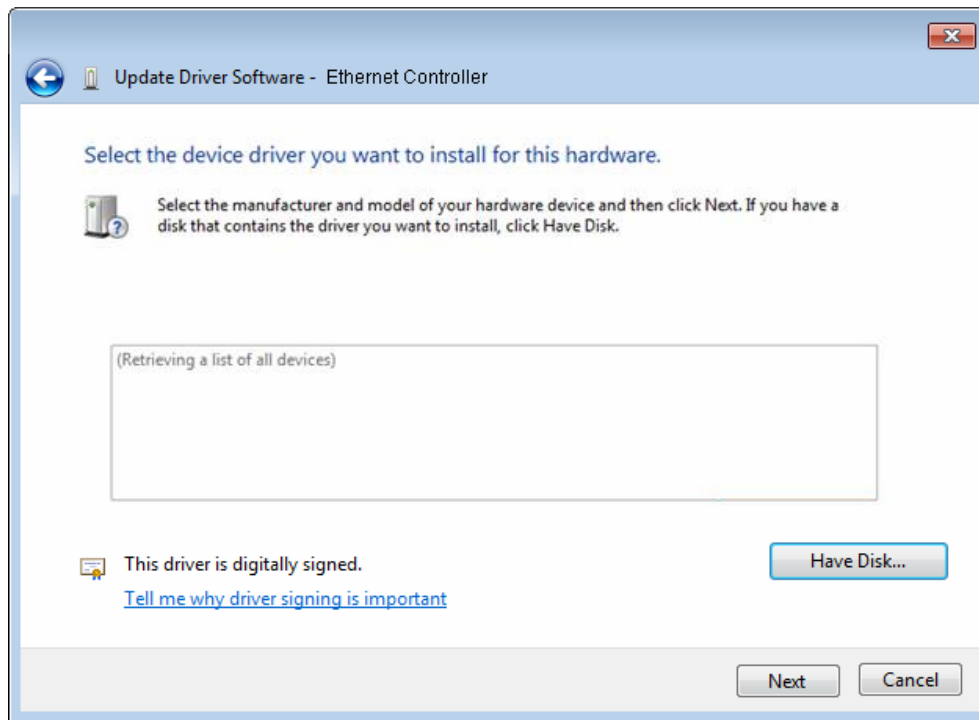 Update Driver Software - Ethernet Controller
Select the device driver you want to install for this hardware.
Select the manufacturer and model of your hardware device and then click Next. If you have a
disk that contains the driver you want to install, click Have Disk.
(Retrieving a list of all devices)
This driver is digitally signed.
Have Disk...
Tell me why driver signing is important
Next
Cancel